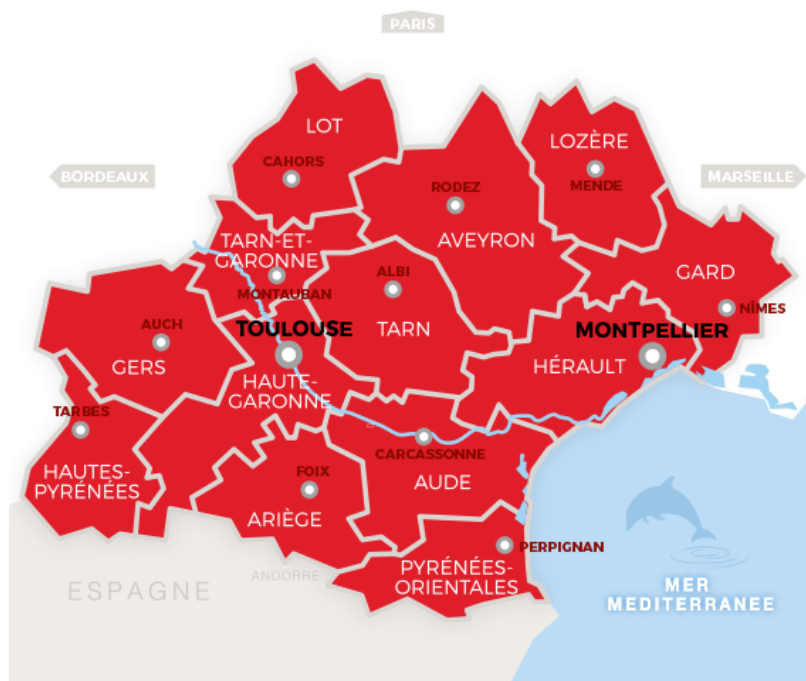 PARIS
LOT
LOZÈRE
CAHORS
BORDEAUX
RODEZ
MENDE
MARSEILLE
TARN-ET-
GARONNE
AVEYRON
ALBI
GARD
MONTAUBAN
NÎMES
AUCH
TOULOUSE
TARN
MONTPELLIER
GERS
HAUTE-
GARONNE
HÉRAULT
TARBES
CARCASSONNE
HAUTES-
PYRÉNÉES
FOIX
AUDE
ARIÈGE
PERPIGNAN
PYRÉNÉES-
ORIENTALES
ANDORRE
ESPAGNE
MER
MEDITERRANEE